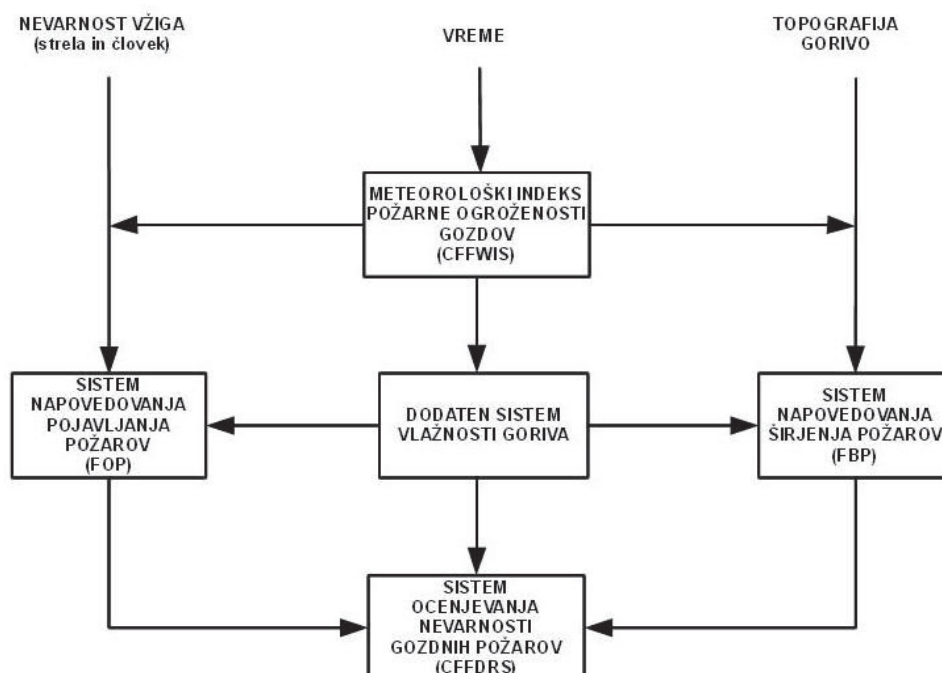 NEVARNOST VŽIGA
(strela in človek)
VREME
TOPOGRAFIJA
GORIVO
METEOROLOŠKI INDEKS
POŽARNE OGROŽENOSTI
GOZDOV
(CFFWIS)
SISTEM
NAPOVEDOVANJA
POJAVLJANJA
POŽAROV
(FOP)
DODATEN SISTEM
VLAŽNOSTI GORIVA
SISTEM
NAPOVEDOVANJA
ŠIRJENJA POŽAROV
(FBP)
SISTEM
OCENJEVANJA
NEVARNOSTI
GOZDNIH POŽAROV
(CFFDRS)